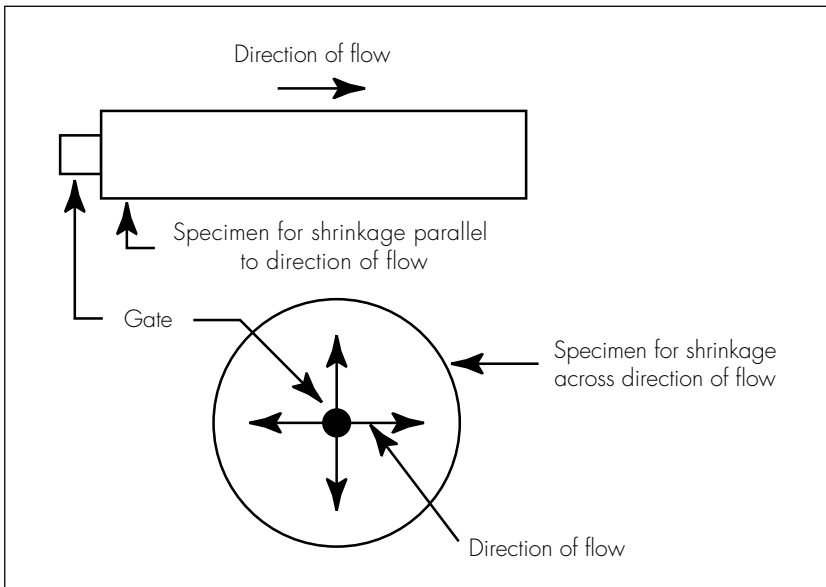 Direction of flow
Specimen for shrinkage parallel
to direction of flow
Gate
Specimen for shrinkage
across direction of flow
Direction of flow